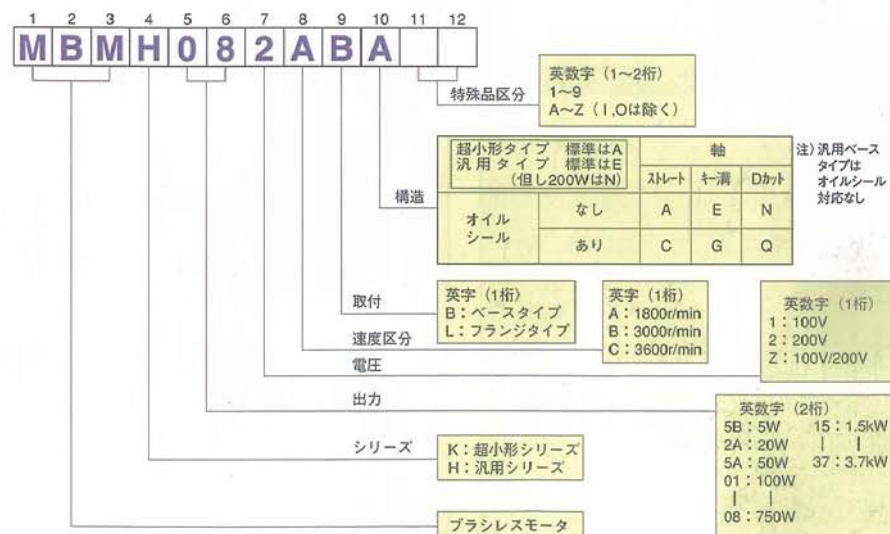 1 2 3 4 5 6 7 8 9 10 11 12
M B M H 0 8 2 A B A
特殊品区分
英数字（1〜2桁）
1〜9
A〜Z（I,Oは除く）
構造
超小形タイプ 標準はA
汎用タイプ 標準はE
（但し200WはN）
軸
ストレート キー溝 Dカット
オイル
シール
なし A E N
あり C G Q
注）汎用ベース
タイプは
オイルシール
対応なし
取付
英字（1桁）
B：ベースタイプ
L：フランジタイプ
速度区分
英字（1桁）
A：1800r/min
B：3000r/min
C：3600r/min
電圧
英数字（1桁）
1：100V
2：200V
Z：100V/200V
出力
英数字（2桁）
5B：5W 15：1.5kW
2A：20W | |
5A：50W 37：3.7kW
01：100W
| |
08：750W
シリーズ
K：超小形シリーズ
H：汎用シリーズ
ブラシレスモータ